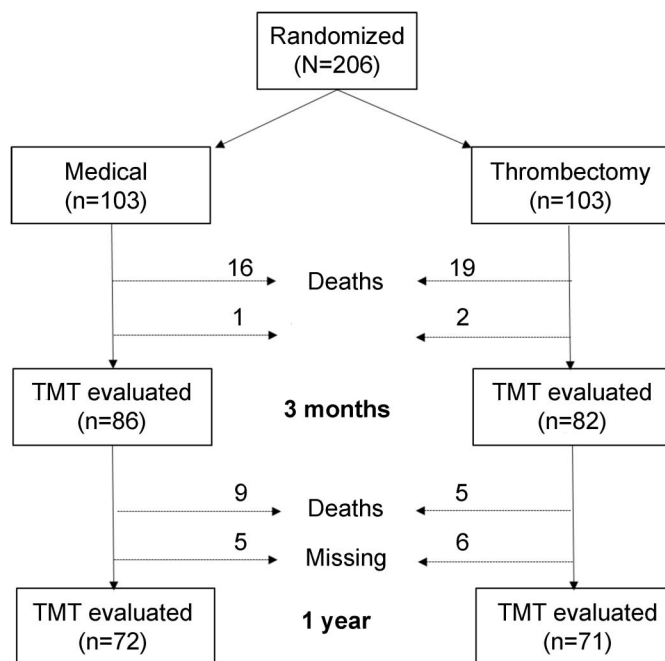 Randomized
(N=206)
Medical
(n=103)
Thrombectomy
(n=103)
16 Deaths 19
1 2
TMT evaluated
(n=86)
3 months
TMT evaluated
(n=82)
9 Deaths 5
5 Missing 6
TMT evaluated
(n=72)
1 year
TMT evaluated
(n=71)